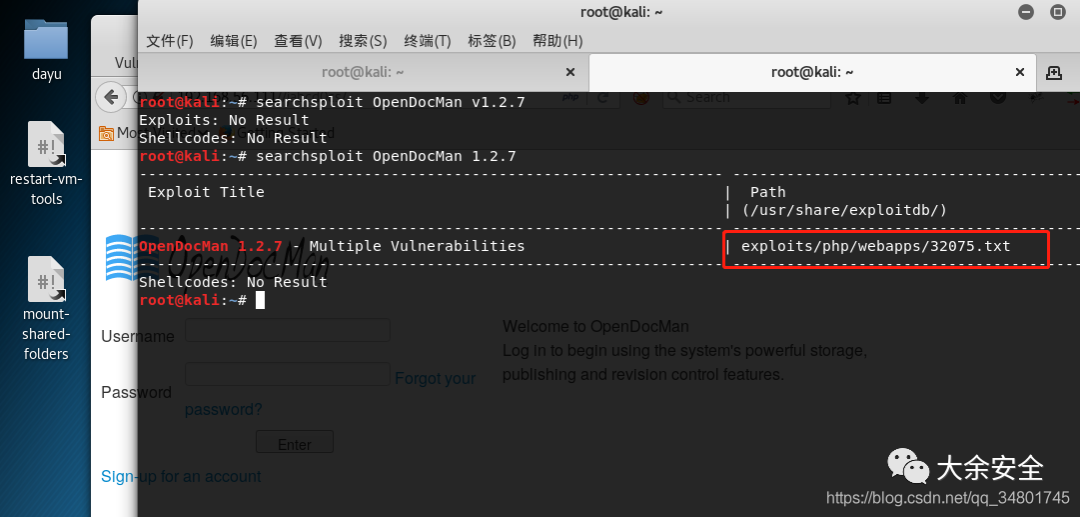 root@kali: ~
文件(F) 编辑(E) 查看(V) 搜索(S) 终端(T) 标签(B) 帮助(H)
root@kali: ~ × root@kali: ~ ×
root@kali:~# searchsploit OpenDocMan v1.2.7
Exploits: No Result
Shellcodes: No Result
root@kali:~# searchsploit OpenDocMan 1.2.7
Exploit Title | Path
| (/usr/share/exploitdb/)
OpenDocMan 1.2.7 - Multiple Vulnerabilities | exploits/php/webapps/32075.txt
Shellcodes: No Result
root@kali:~#
dayu
restart-vm-
tools
mount-
shared-
folders
Search
Getting Started
OpenDocMan
Username
Password
Forgot your
password?
Enter
Sign-up for an account
Welcome to OpenDocMan
Log in to begin using the system's powerful storage,
publishing and revision control features.
大余安全
https://blog.csdn.net/qq_34801745